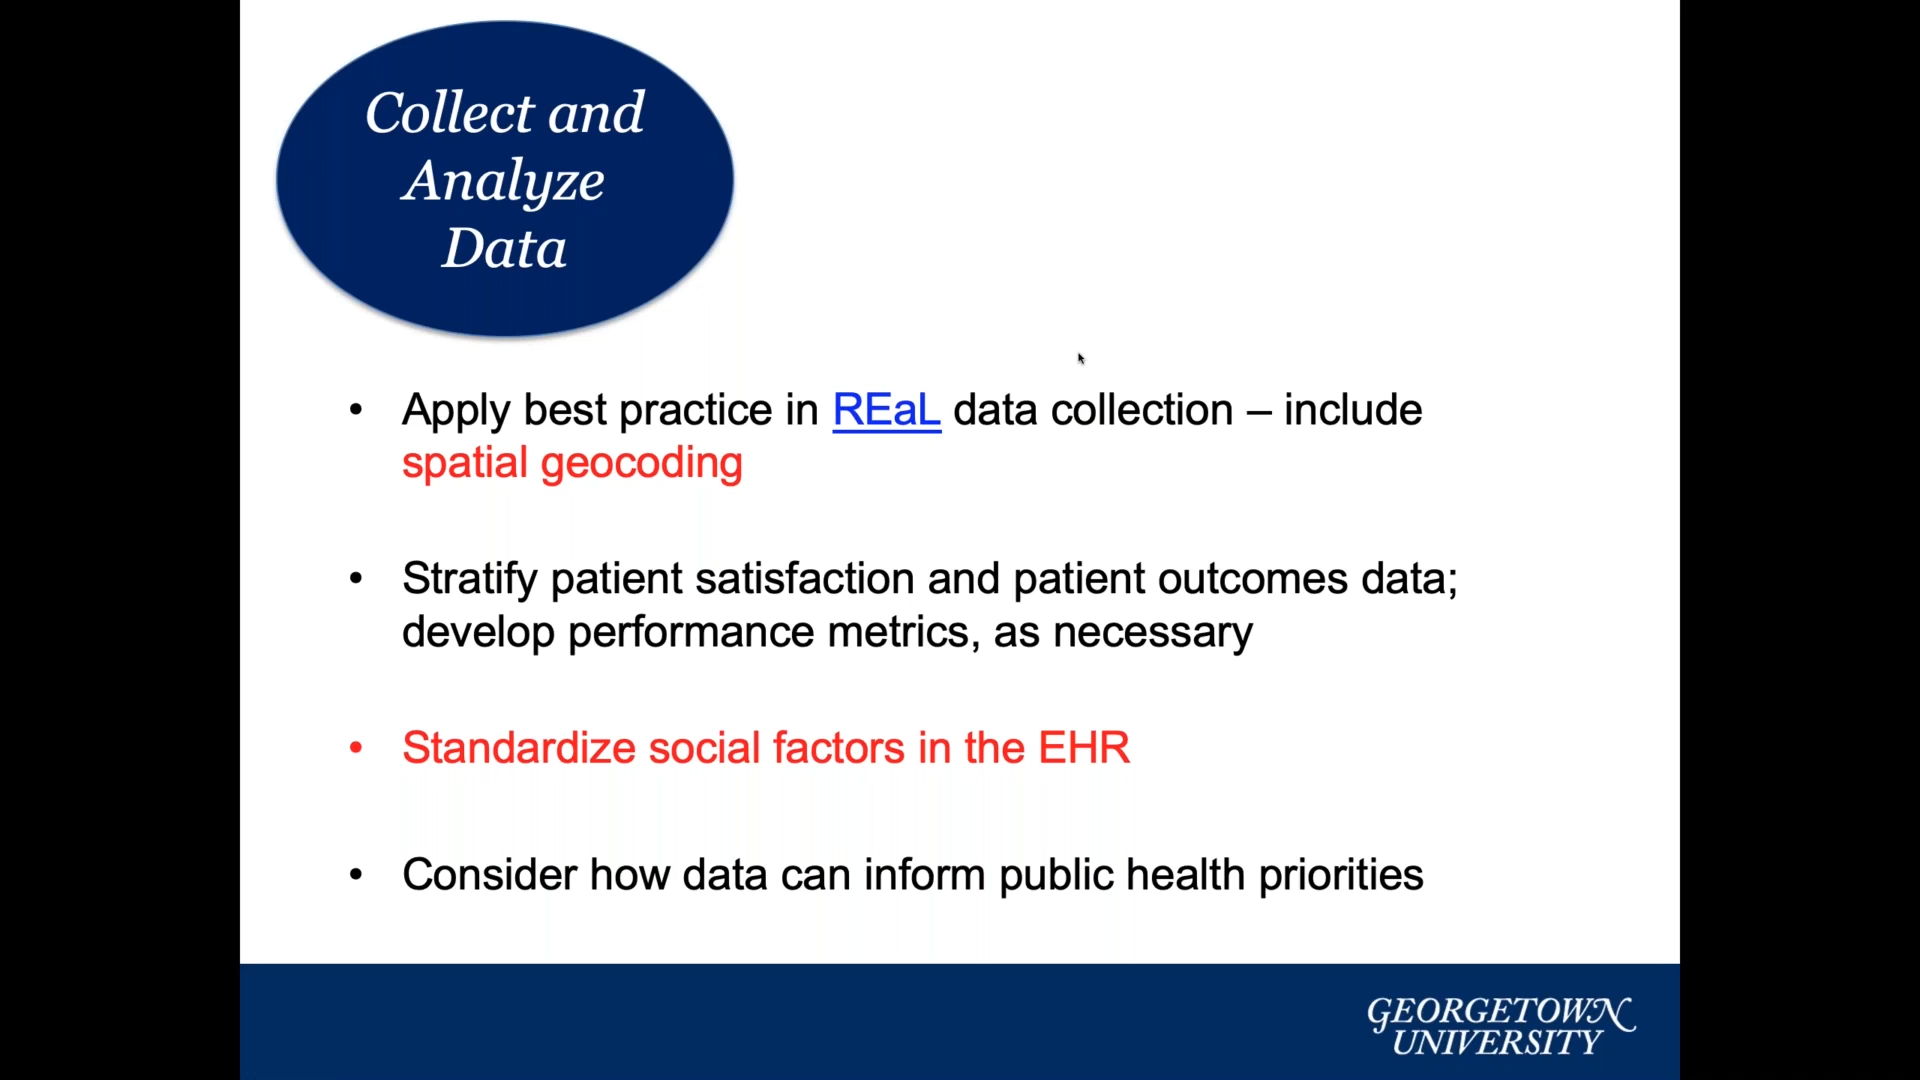 Collect and
Analyze
Data
• Apply best practice in REaL data collection – include
spatial geocoding
• Stratify patient satisfaction and patient outcomes data;
develop performance metrics, as necessary
• Standardize social factors in the EHR
• Consider how data can inform public health priorities
GEORGETOWN
UNIVERSITY